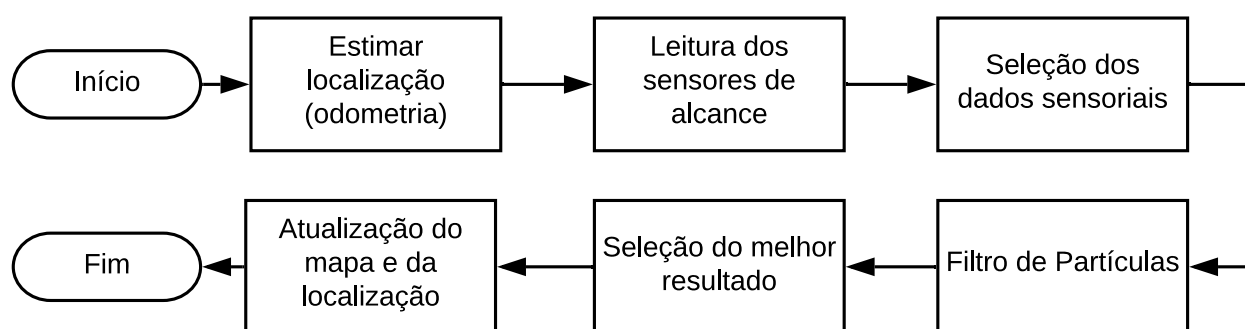 Início
Estimar
localização
(odometria)
Leitura dos
sensores de
alcance
Seleção dos
dados sensoriais
Filtro de Partículas
Seleção do melhor
resultado
Atualização do
mapa e da
localização
Fim